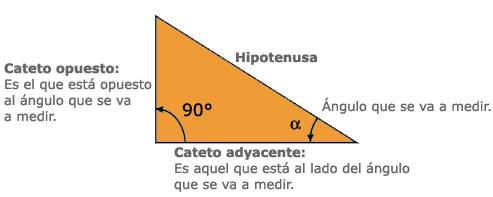 Hipotenusa
Cateto opuesto:
Es el que está opuesto
al ángulo que se va
a medir.
90°
α
Ángulo que se va a medir.
Cateto adyacente:
Es aquel que está al lado del ángulo
que se va a medir.